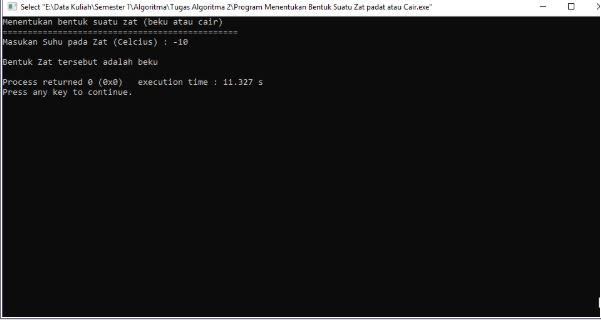 Select "E:\Data Kuliah\Semester 1\Algoritma\Tugas Algoritma 2\Program Menentukan Bentuk Suatu Zat padat atau Cair.exe"
Menentukan bentuk suatu zat (beku atau cair)
===============================================
Masukan Suhu pada Zat (Celcius) : -10
Bentuk Zat tersebut adalah beku
Process returned 0 (0x0)   execution time : 11.327 s
Press any key to continue.